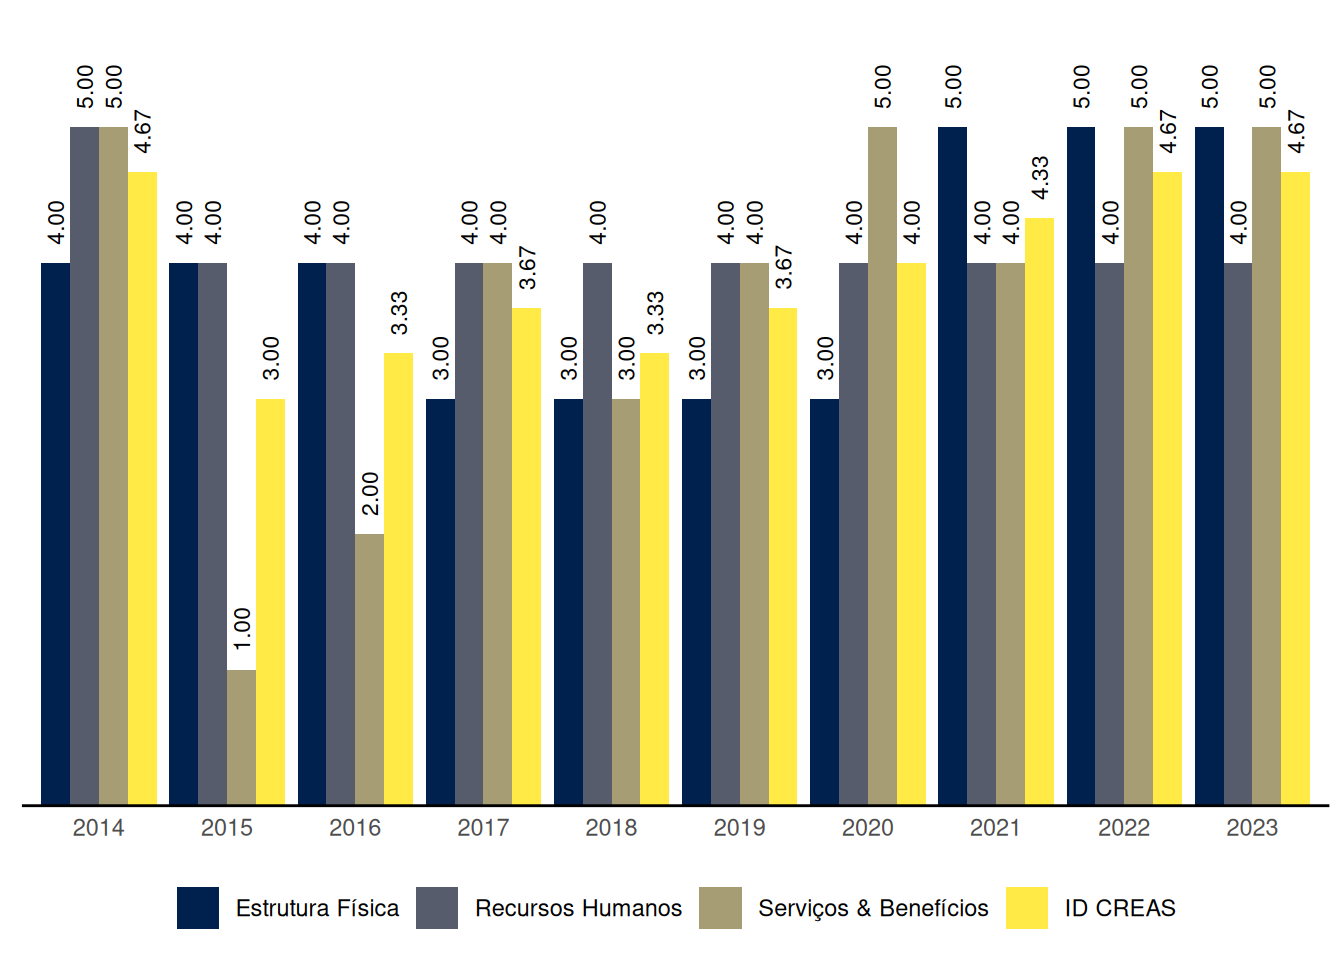 4.00 5.00 5.00 4.67
4.00 4.00 1.00 3.00
4.00 4.00 2.00 3.33
3.00 4.00 4.00 3.67
3.00 4.00 3.00 3.33
3.00 4.00 4.00 3.67
3.00 4.00 5.00 4.00
5.00 4.00 4.00 4.33
5.00 4.00 5.00 4.67
5.00 4.00 5.00 4.67
2014 2015 2016 2017 2018 2019 2020 2021 2022 2023
Estrutura Física Recursos Humanos Serviços & Benefícios ID CREAS